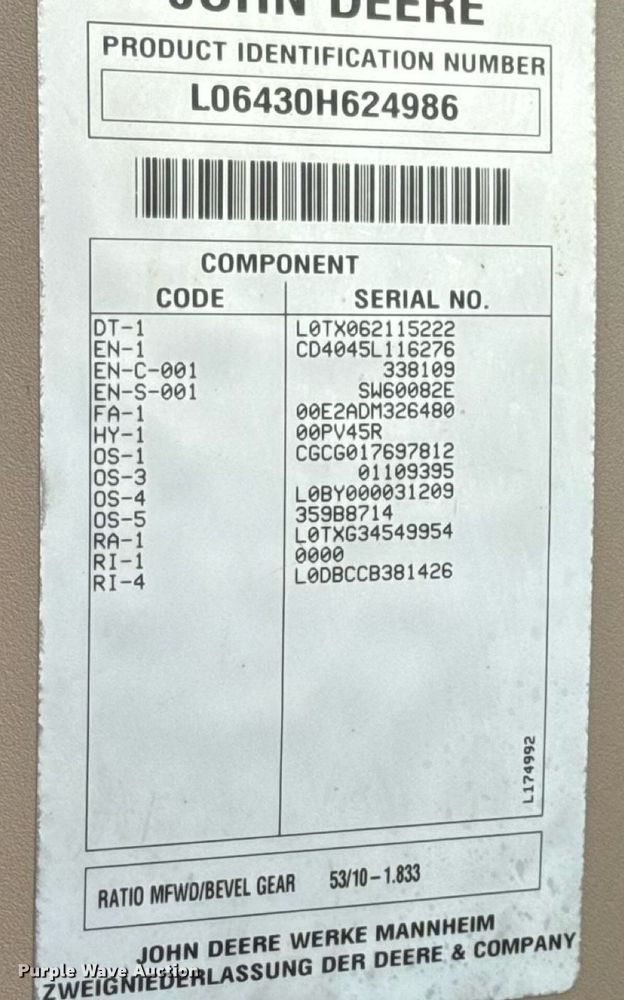 JOHN DEERE
PRODUCT IDENTIFICATION NUMBER
L06430H624986
COMPONENT
CODE SERIAL NO.
DT-1 L0TX062115222
EN-1 CD4045L116276
EN-C-001 338109
EN-S-001 SW60082E
FA-1 00E2ADM326480
HY-1 00PV45R
OS-1 CGCG017697812
OS-3 01109395
OS-4 L0BY000031209
OS-5 359B8714
RA-1 L0TXG34549954
RI-1 0000
RI-4 L0DBCCB381426
L174992
RATIO MFWD/BEVEL GEAR 53/10-1.833
JOHN DEERE WERKE MANNHEIM
ZWEIGNIEDERLASSUNG DER DEERE & COMPANY
Purple Wave Auction